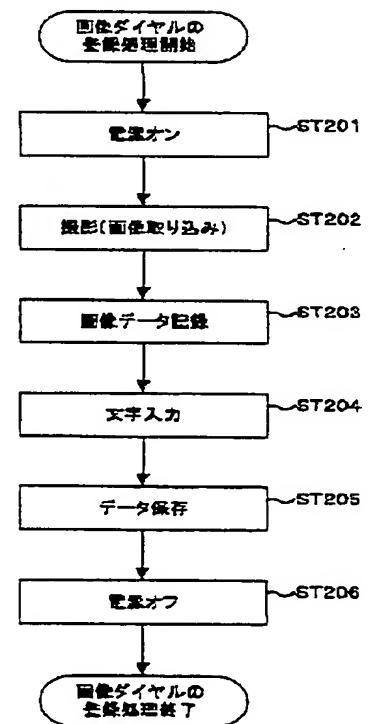 画像ダイヤルの
登録処理開始
電源オン
ST201
撮影(画像取り込み)
ST202
画像データ記録
ST203
文字入力
ST204
データ保存
ST205
電源オフ
ST206
画像ダイヤルの
登録処理終了